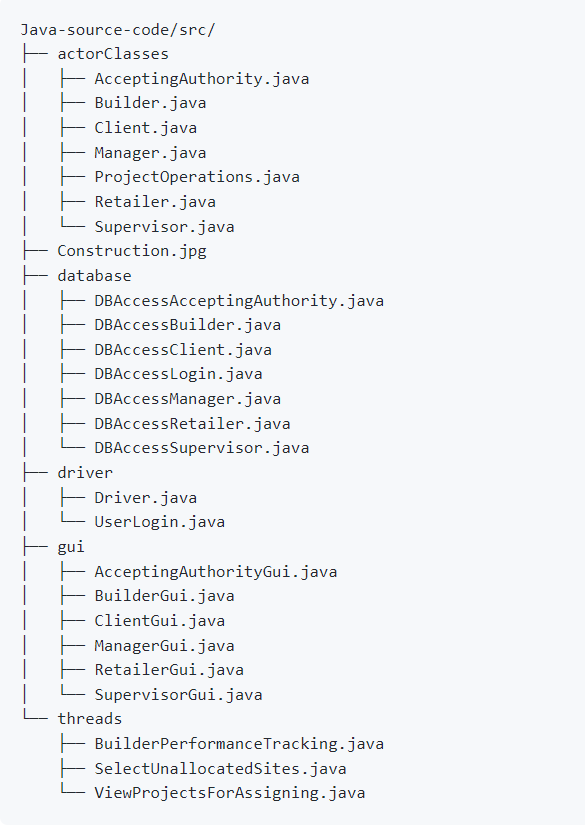 Java-source-code/src/
├── actorClasses
│   ├── AcceptingAuthority.java
│   ├── Builder.java
│   ├── Client.java
│   ├── Manager.java
│   ├── ProjectOperations.java
│   ├── Retailer.java
│   └── Supervisor.java
├── Construction.jpg
├── database
│   ├── DBAccessAcceptingAuthority.java
│   ├── DBAccessBuilder.java
│   ├── DBAccessClient.java
│   ├── DBAccessLogin.java
│   ├── DBAccessManager.java
│   ├── DBAccessRetailer.java
│   └── DBAccessSupervisor.java
├── driver
│   ├── Driver.java
│   └── UserLogin.java
├── gui
│   ├── AcceptingAuthorityGui.java
│   ├── BuilderGui.java
│   ├── ClientGui.java
│   ├── ManagerGui.java
│   ├── RetailerGui.java
│   └── SupervisorGui.java
└── threads
    ├── BuilderPerformanceTracking.java
    ├── SelectUnallocatedSites.java
    └── ViewProjectsForAssigning.java